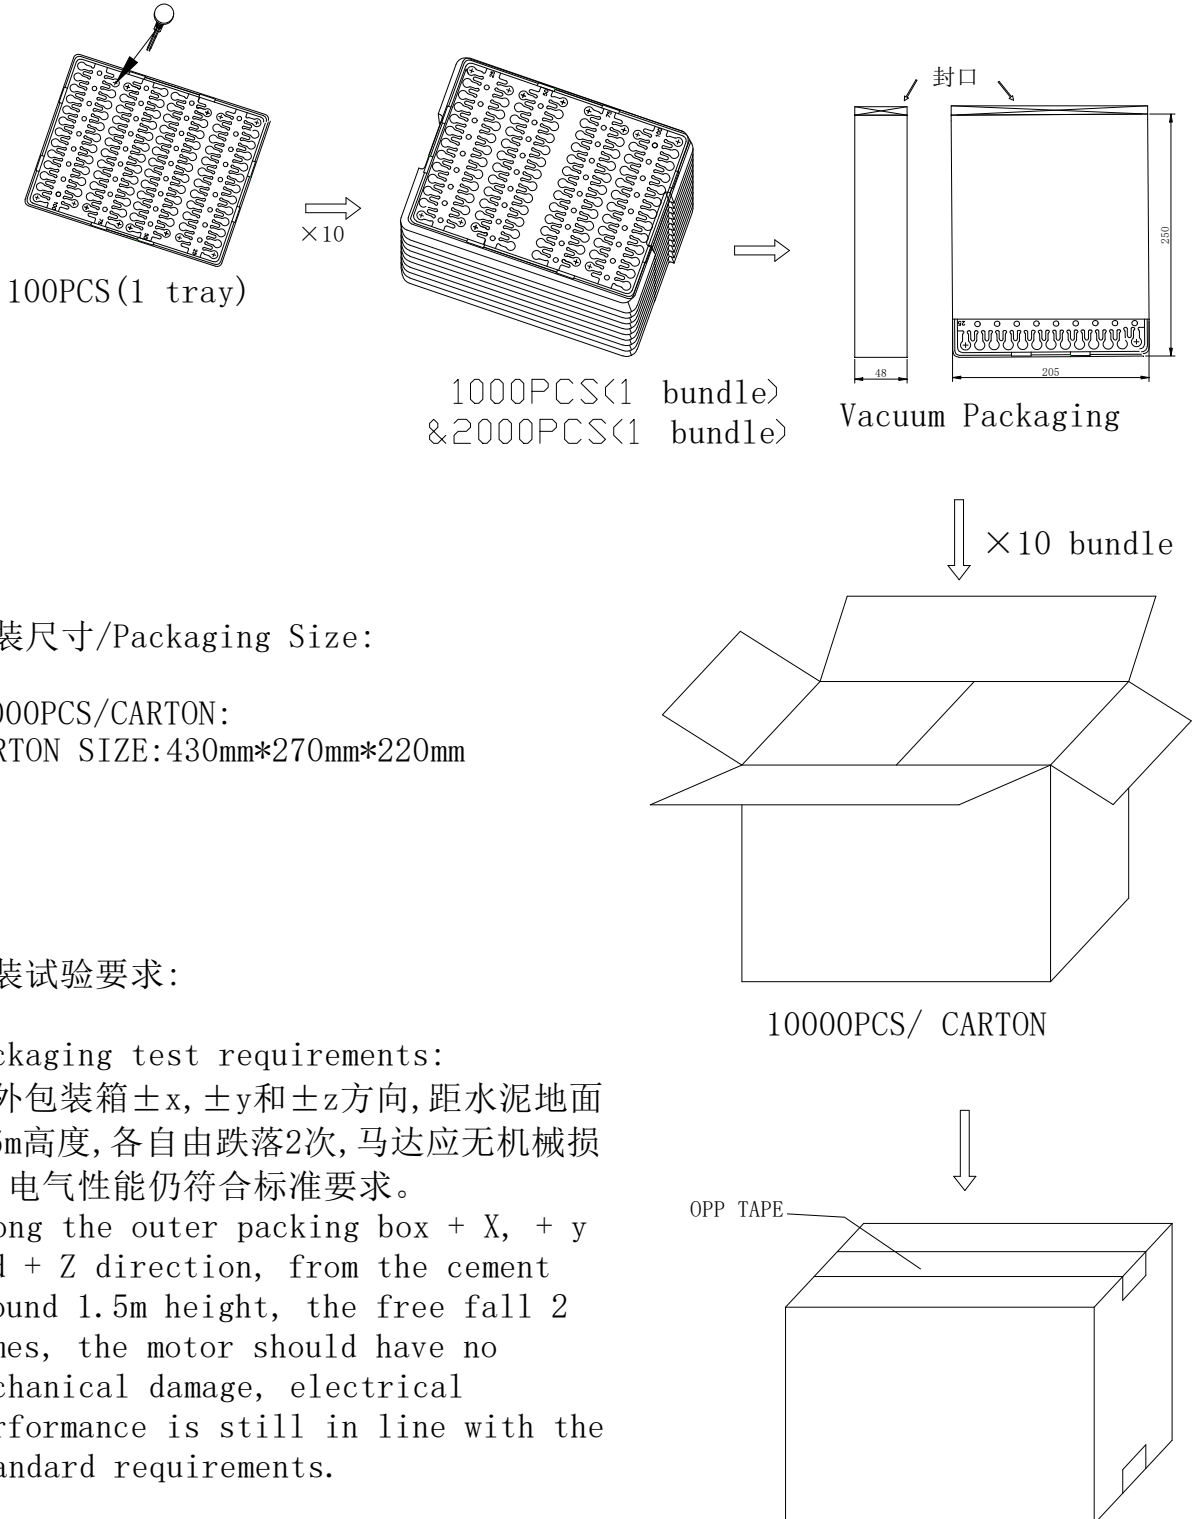 封口
×10
250
100PCS(1 tray)
25
48
205
1000PCS(1 bundle)
&2000PCS(1 bundle)
Vacuum Packaging
×10 bundle
装尺寸/Packaging Size:
000PCS/CARTON:
RTON SIZE:430mm*270mm*220mm
装试验要求:
10000PCS/ CARTON
ckaging test requirements:
外包装箱±x,±y和±z方向,距水泥地面
5m高度,各自由跌落2次,马达应无机械损
电气性能仍符合标准要求。
OPP TAPE
ong the outer packing box + X, + y
d + Z direction, from the cement
ound 1.5m height, the free fall 2
mes, the motor should have no
chanical damage, electrical
rformance is still in line with the
andard requirements.